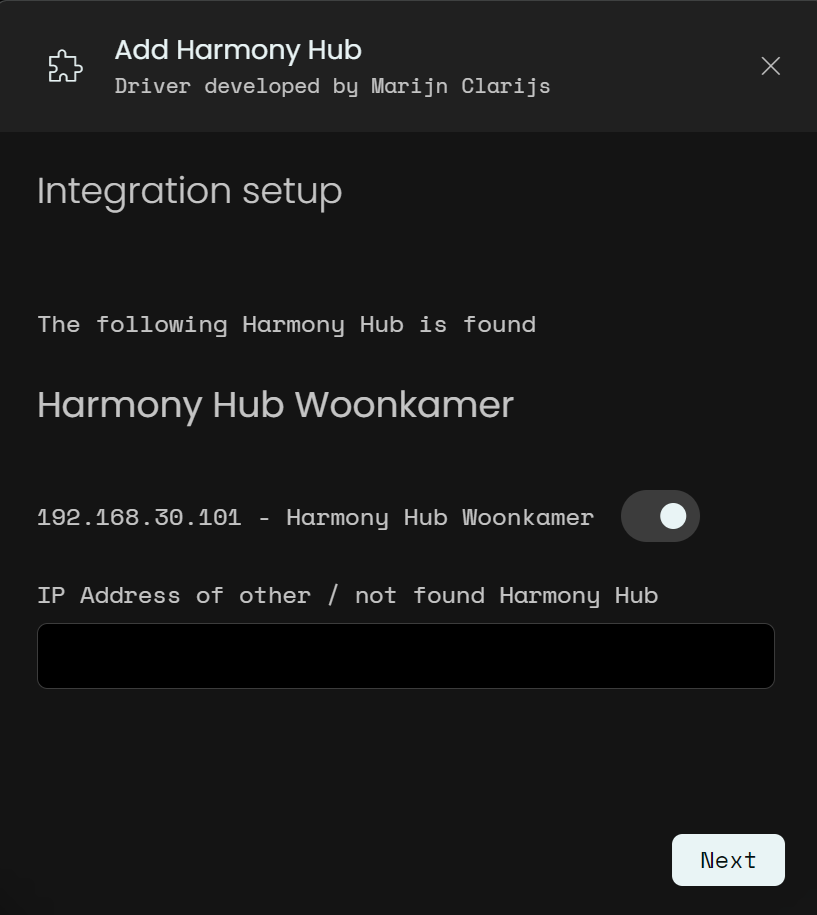 Add Harmony Hub
Driver developed by Marijn Clarijs
Integration setup
The following Harmony Hub is found
Harmony Hub Woonkamer
192.168.30.101 - Harmony Hub Woonkamer
IP Address of other / not found Harmony Hub
Next